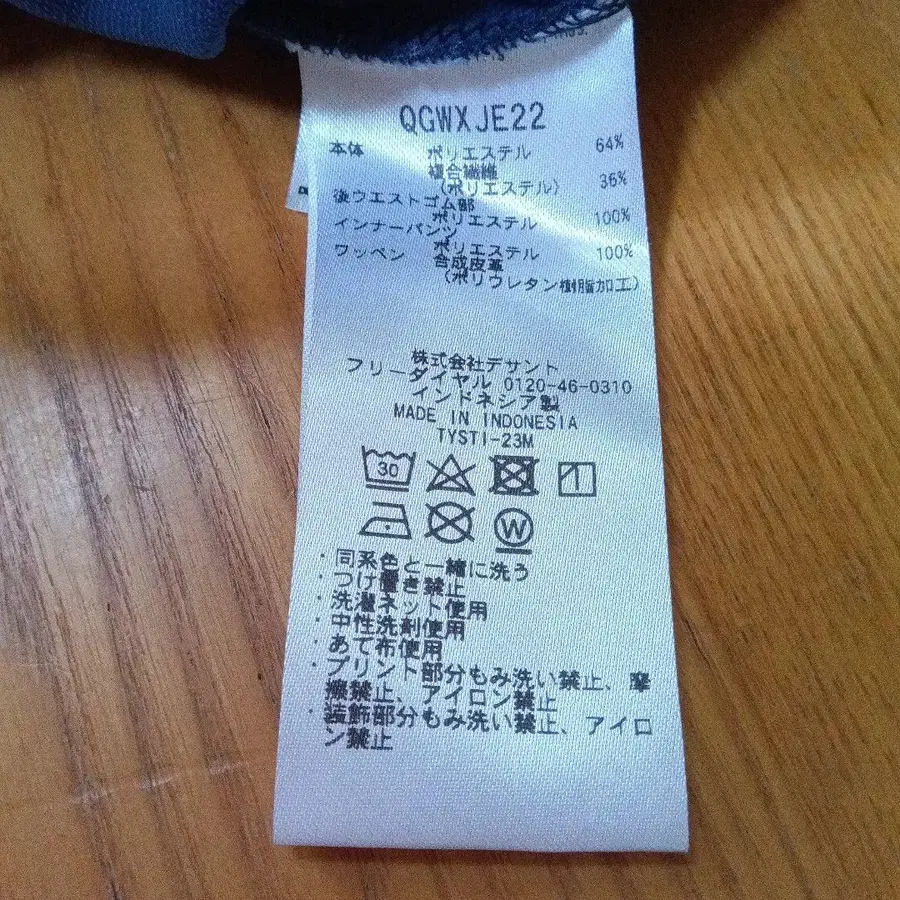 QGWXJE22
本体 ポリエステル 64%
複合繊維
(ポリエステル) 36%
後ウエストゴム部
ポリエステル 100%
インナーパンツ
ポリエステル 100%
ワッペン 合成皮革
(ポリウレタン樹脂加工)
株式会社デサント
フリーダイヤル 0120-46-0310
インドネシア製
MADE IN INDONESIA
TYSTI-23M
30
W
・同系色と一緒に洗う
・つけ置き禁止
・洗濯ネット使用
・中性洗剤使用
・あて布使用
・プリント部分もみ洗い禁止、摩
擦禁止、アイロン禁止
・装飾部分もみ洗い禁止、アイロ
ン禁止